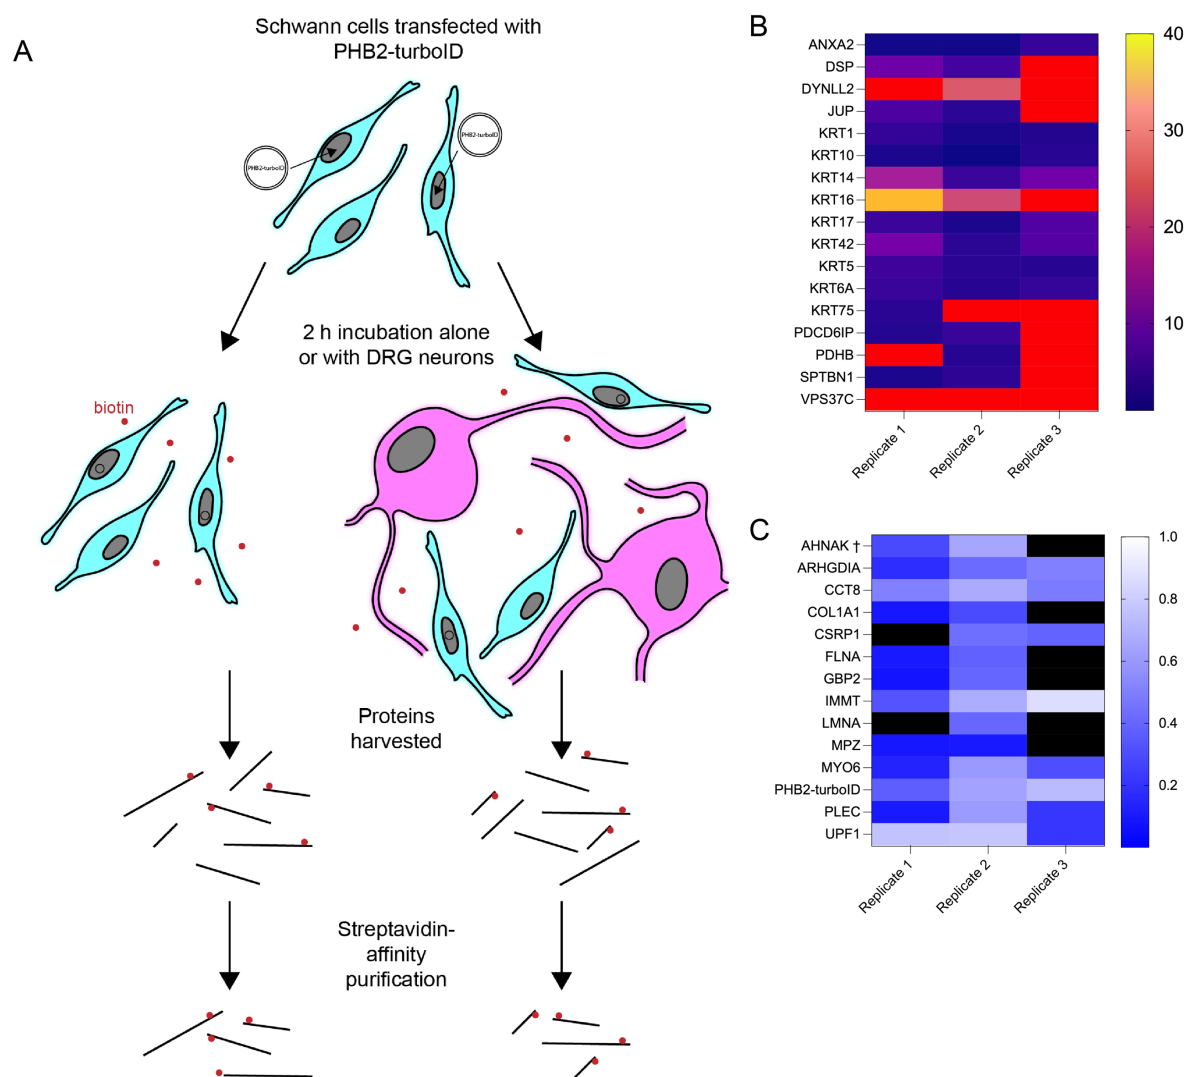 A
Schwann cells transfected with
PHB2-turboID
PHB2-turboID
PHB2-turboID
2 h incubation alone
or with DRG neurons
biotin
Proteins
harvested
Streptavidin-
affinity
purification
B
ANXA2
DSP
DYNLL2
JUP
KRT1
KRT10
KRT14
KRT16
KRT17
KRT42
KRT5
KRT6A
KRT75
PDCD6IP
PDHB
SPTBN1
VPS37C
Replicate 1
Replicate 2
Replicate 3
40
30
20
10
C
AHNAK †
ARHGDIA
CCT8
COL1A1
CSRP1
FLNA
GBP2
IMMT
LMNA
MPZ
MYO6
PHB2-turboID
PLEC
UPF1
Replicate 1
Replicate 2
Replicate 3
1.0
0.8
0.6
0.4
0.2